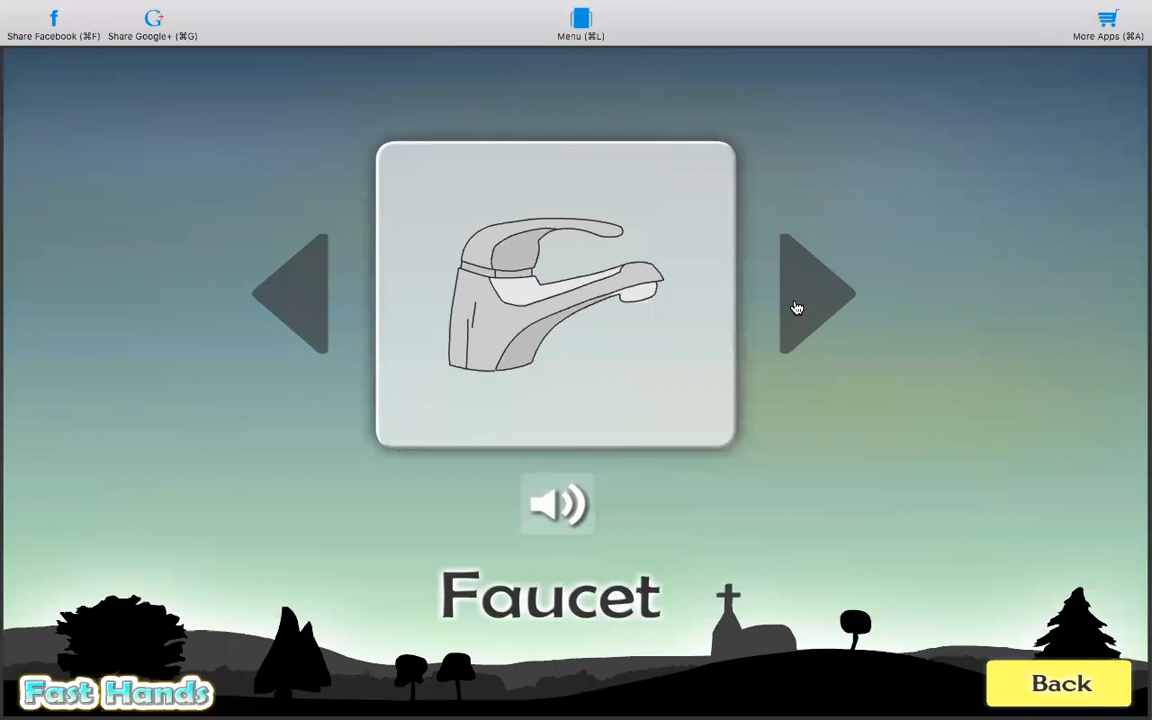 Share Facebook (⌘F) Share Google+ (⌘G) Menu (⌘L) More Apps (⌘A)
Faucet
Fast Hands
Back